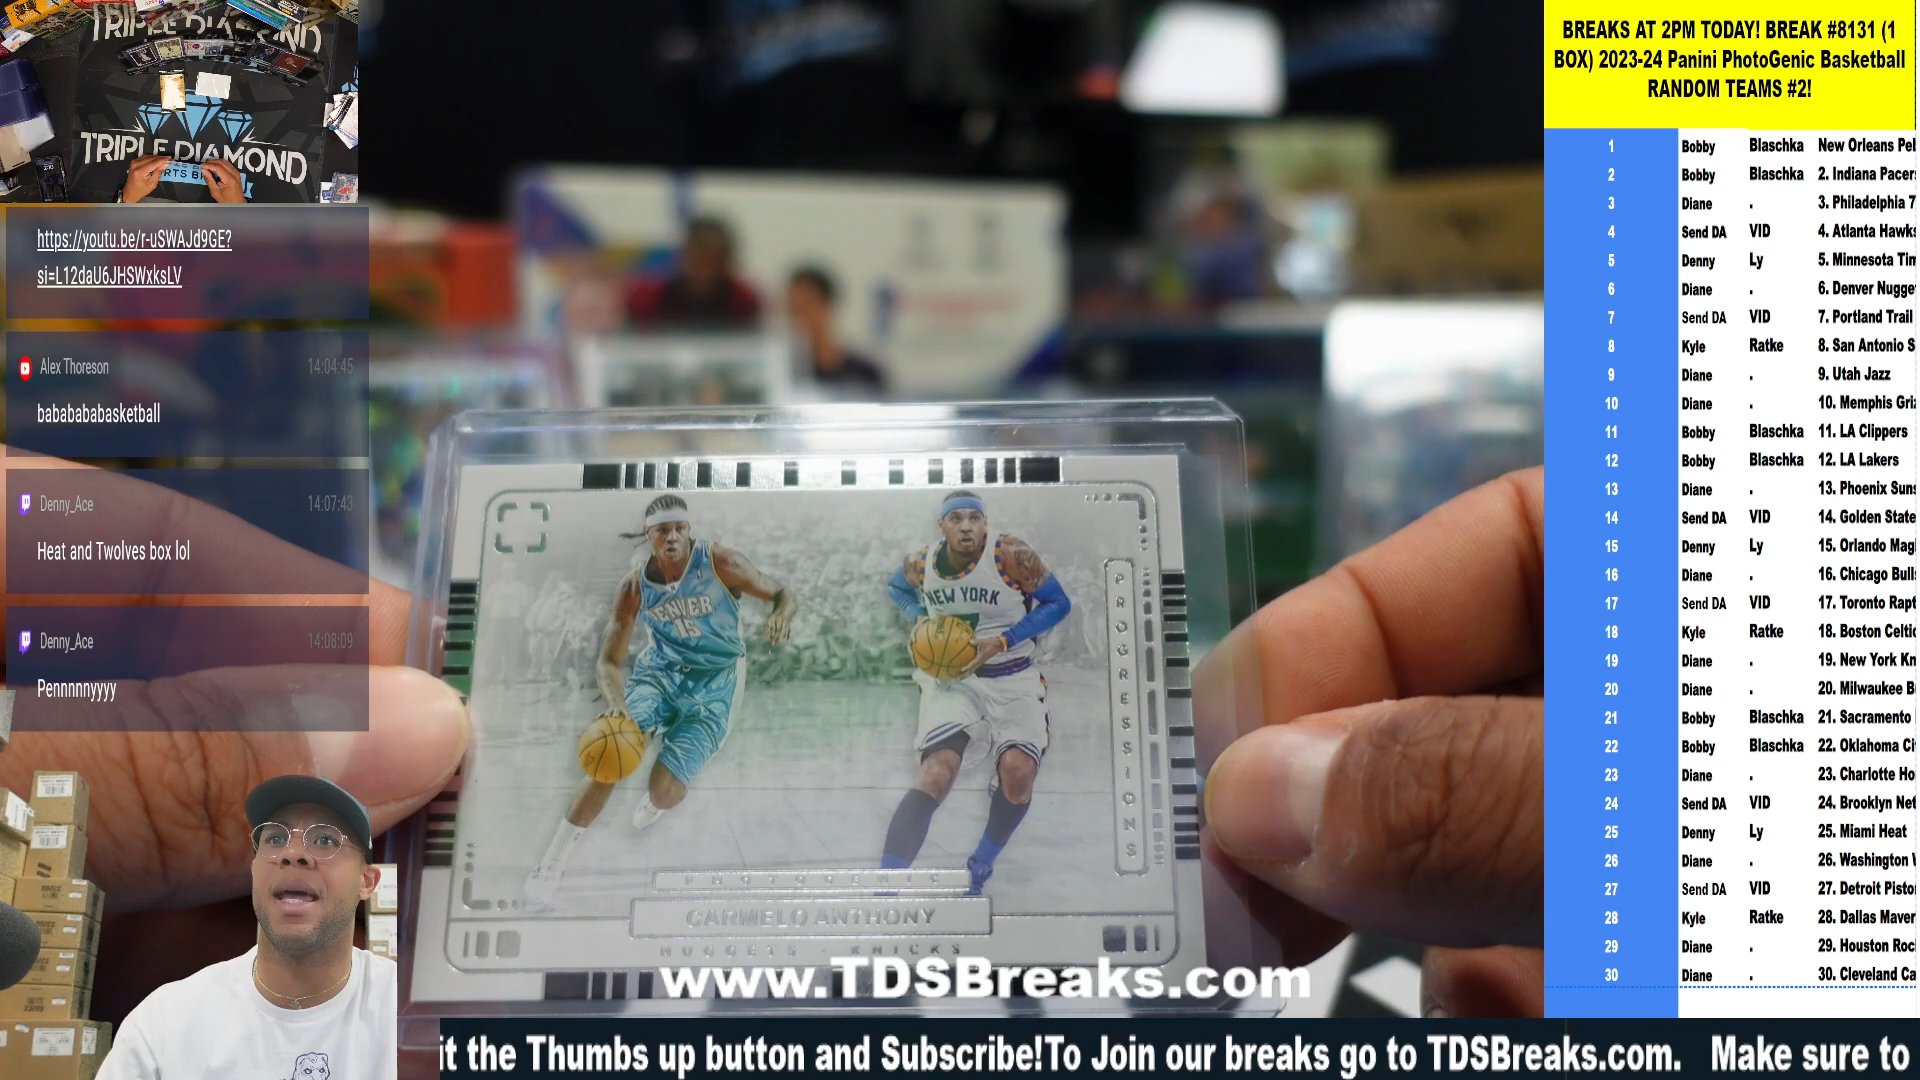 TRIPLE DIAMOND
TRIPLE DIAMOND
https://youtu.be/r-uSWAJd9GE?
si=L12daU6JHSWxksLV
Alex Thoreson 14:04:45
bababababasketball
Denny_Ace 14:07:43
Heat and Twolves box lol
Denny_Ace 14:08:09
Pennnnnyyyy
DENVER
15
NEW YORK
7
PROGRESSIONS
PHOTOGENIC
CARMELO ANTHONY
NUGGETS - KNICKS
www.TDSBreaks.com
it the Thumbs up button and Subscribe!To Join our breaks go to TDSBreaks.com. Make sure to
BREAKS AT 2PM TODAY! BREAK #8131 (1
BOX) 2023-24 Panini PhotoGenic Basketball
RANDOM TEAMS #2!
1 Bobby Blaschka New Orleans Pel
2 Bobby Blaschka 2. Indiana Pacers
3 Diane . 3. Philadelphia 7
4 Send DA VID 4. Atlanta Hawks
5 Denny Ly 5. Minnesota Tim
6 Diane . 6. Denver Nugge
7 Send DA VID 7. Portland Trail
8 Kyle Ratke 8. San Antonio S
9 Diane . 9. Utah Jazz
10 Diane . 10. Memphis Griz
11 Bobby Blaschka 11. LA Clippers
12 Bobby Blaschka 12. LA Lakers
13 Diane . 13. Phoenix Suns
14 Send DA VID 14. Golden State
15 Denny Ly 15. Orlando Mag
16 Diane . 16. Chicago Bull
17 Send DA VID 17. Toronto Rapt
18 Kyle Ratke 18. Boston Celtic
19 Diane . 19. New York Kn
20 Diane . 20. Milwaukee B
21 Bobby Blaschka 21. Sacramento
22 Bobby Blaschka 22. Oklahoma Ci
23 Diane . 23. Charlotte Ho
24 Send DA VID 24. Brooklyn Net
25 Denny Ly 25. Miami Heat
26 Diane . 26. Washington
27 Send DA VID 27. Detroit Pisto
28 Kyle Ratke 28. Dallas Maver
29 Diane . 29. Houston Roc
30 Diane . 30. Cleveland Ca